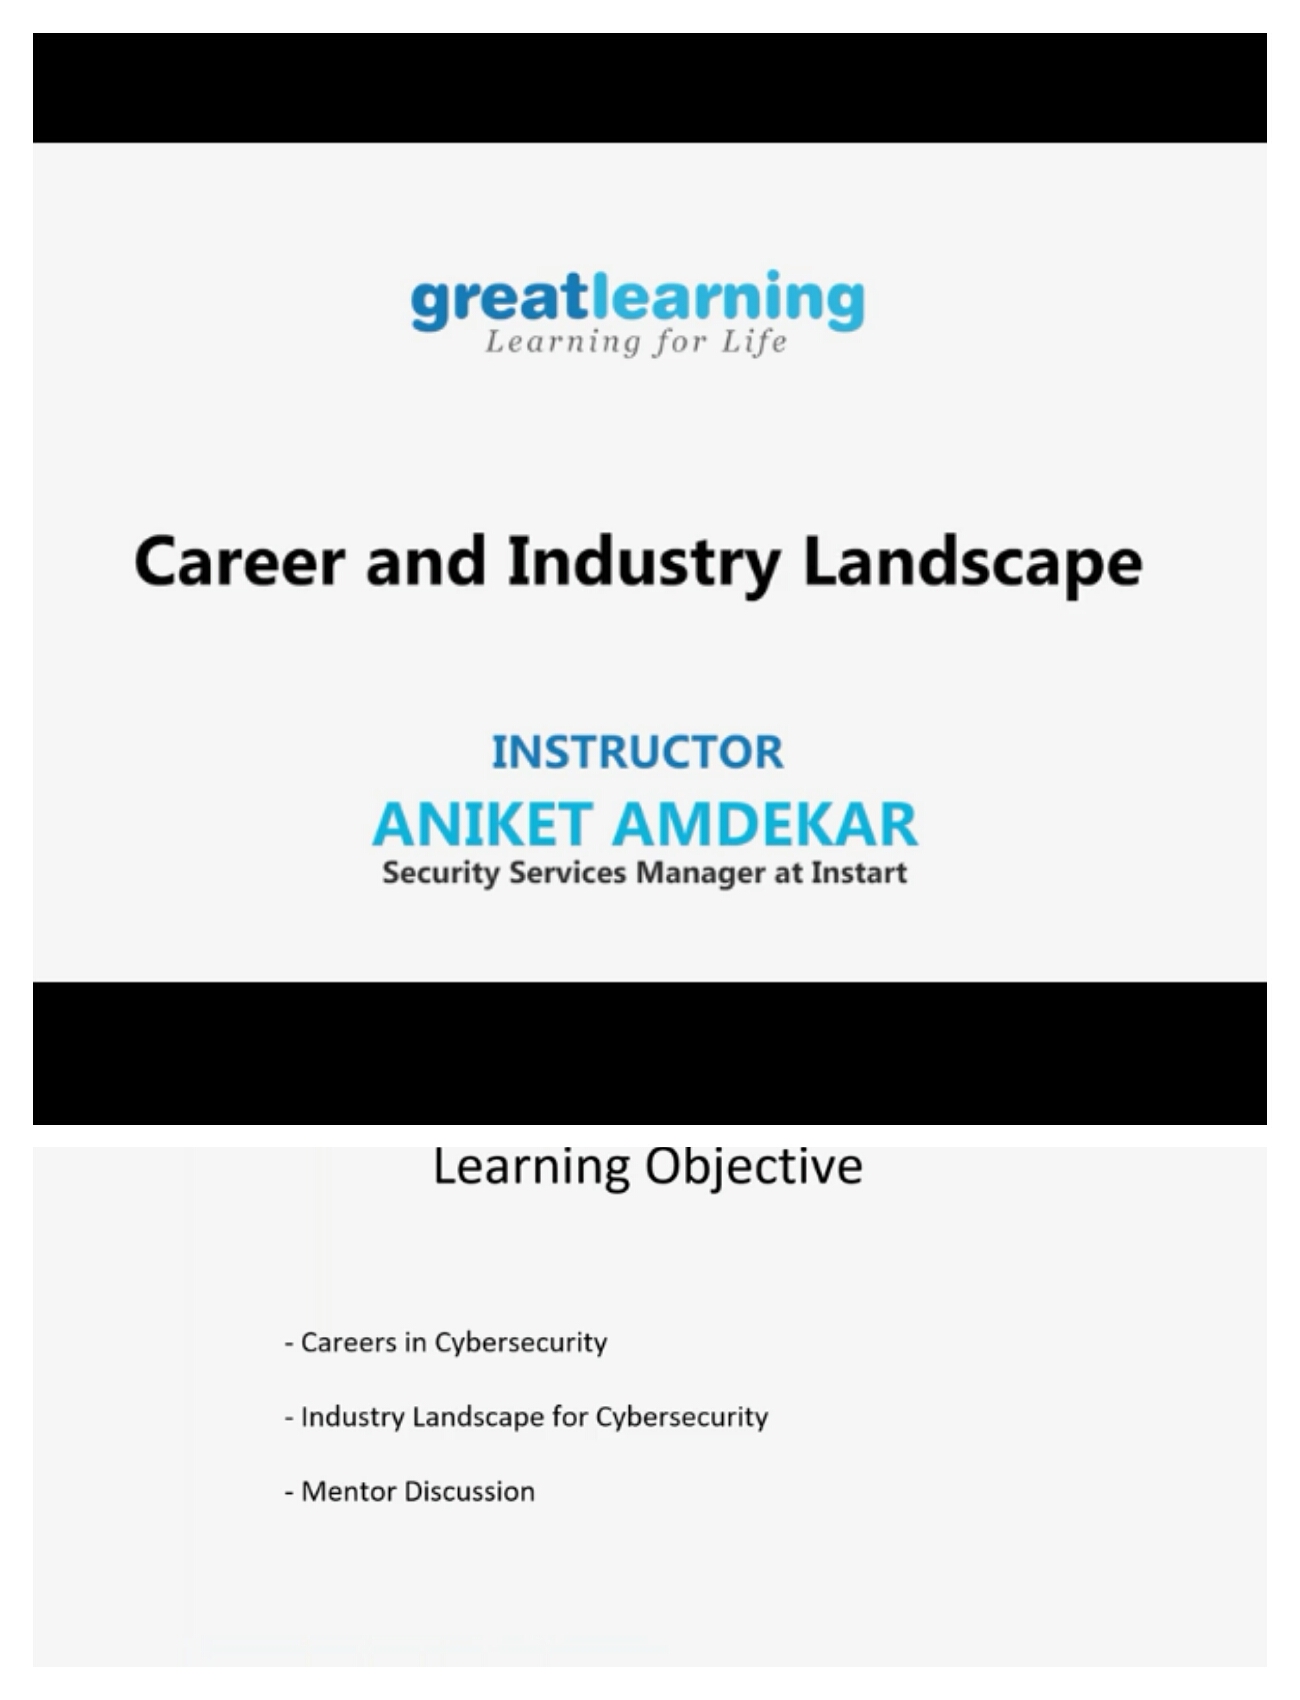 greatlearning
Learning for Life
Career and Industry Landscape
INSTRUCTOR
ANIKET AMDEKAR
Security Services Manager at Instart
Learning Objective
- Careers in Cybersecurity
- Industry Landscape for Cybersecurity
- Mentor Discussion